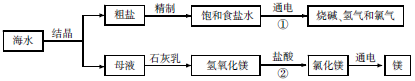 粗盐 精制 饱和食盐水 通电 ① 烧碱、氢气和氯气
海水 结晶
母液 石灰乳 氢氧化镁 盐酸 ② 氯化镁 通电 镁